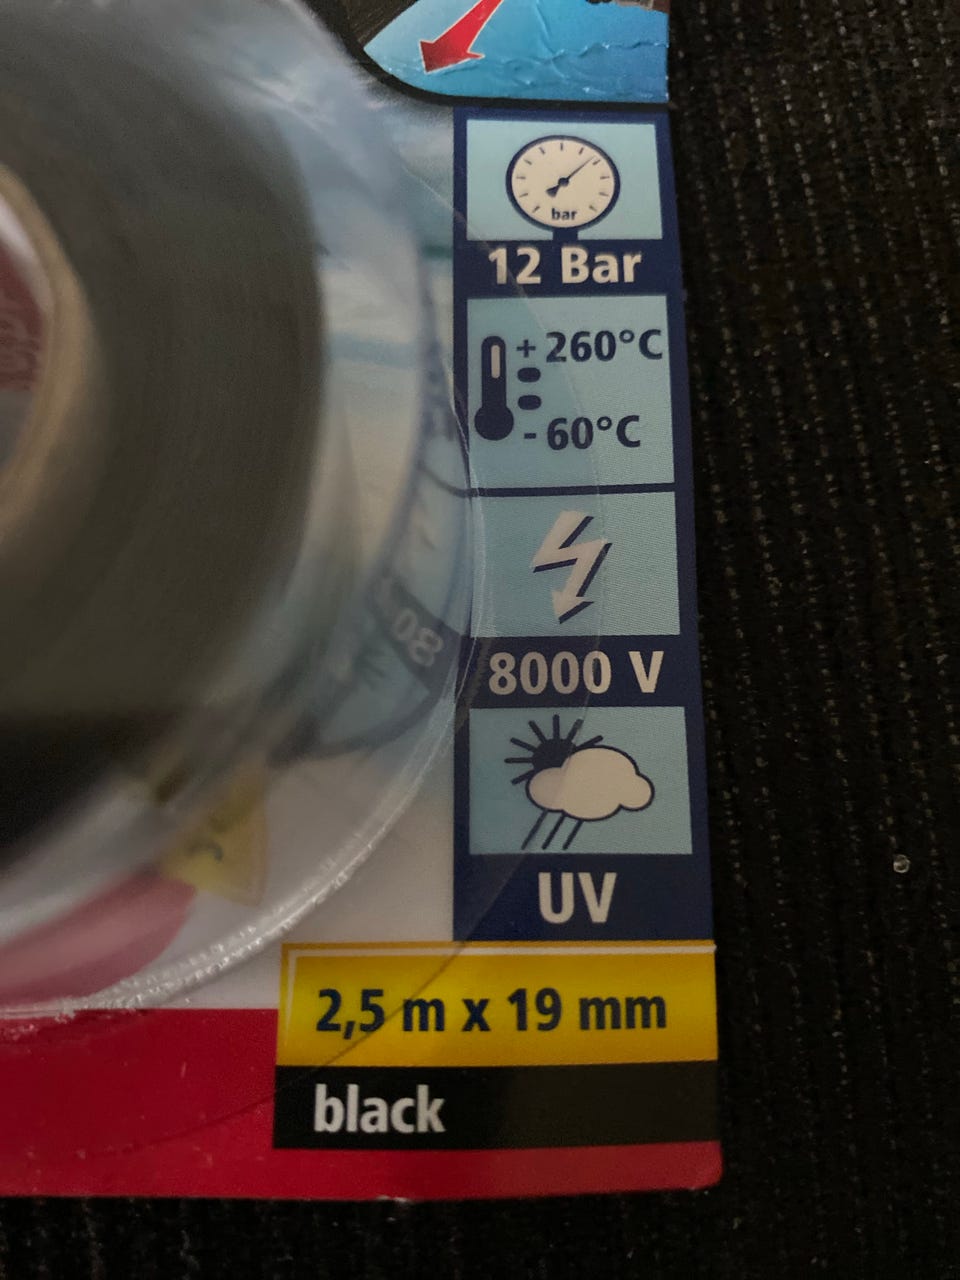 bar
12 Bar
+ 260°C
- 60°C
8000 V
UV
2,5 m x 19 mm
black